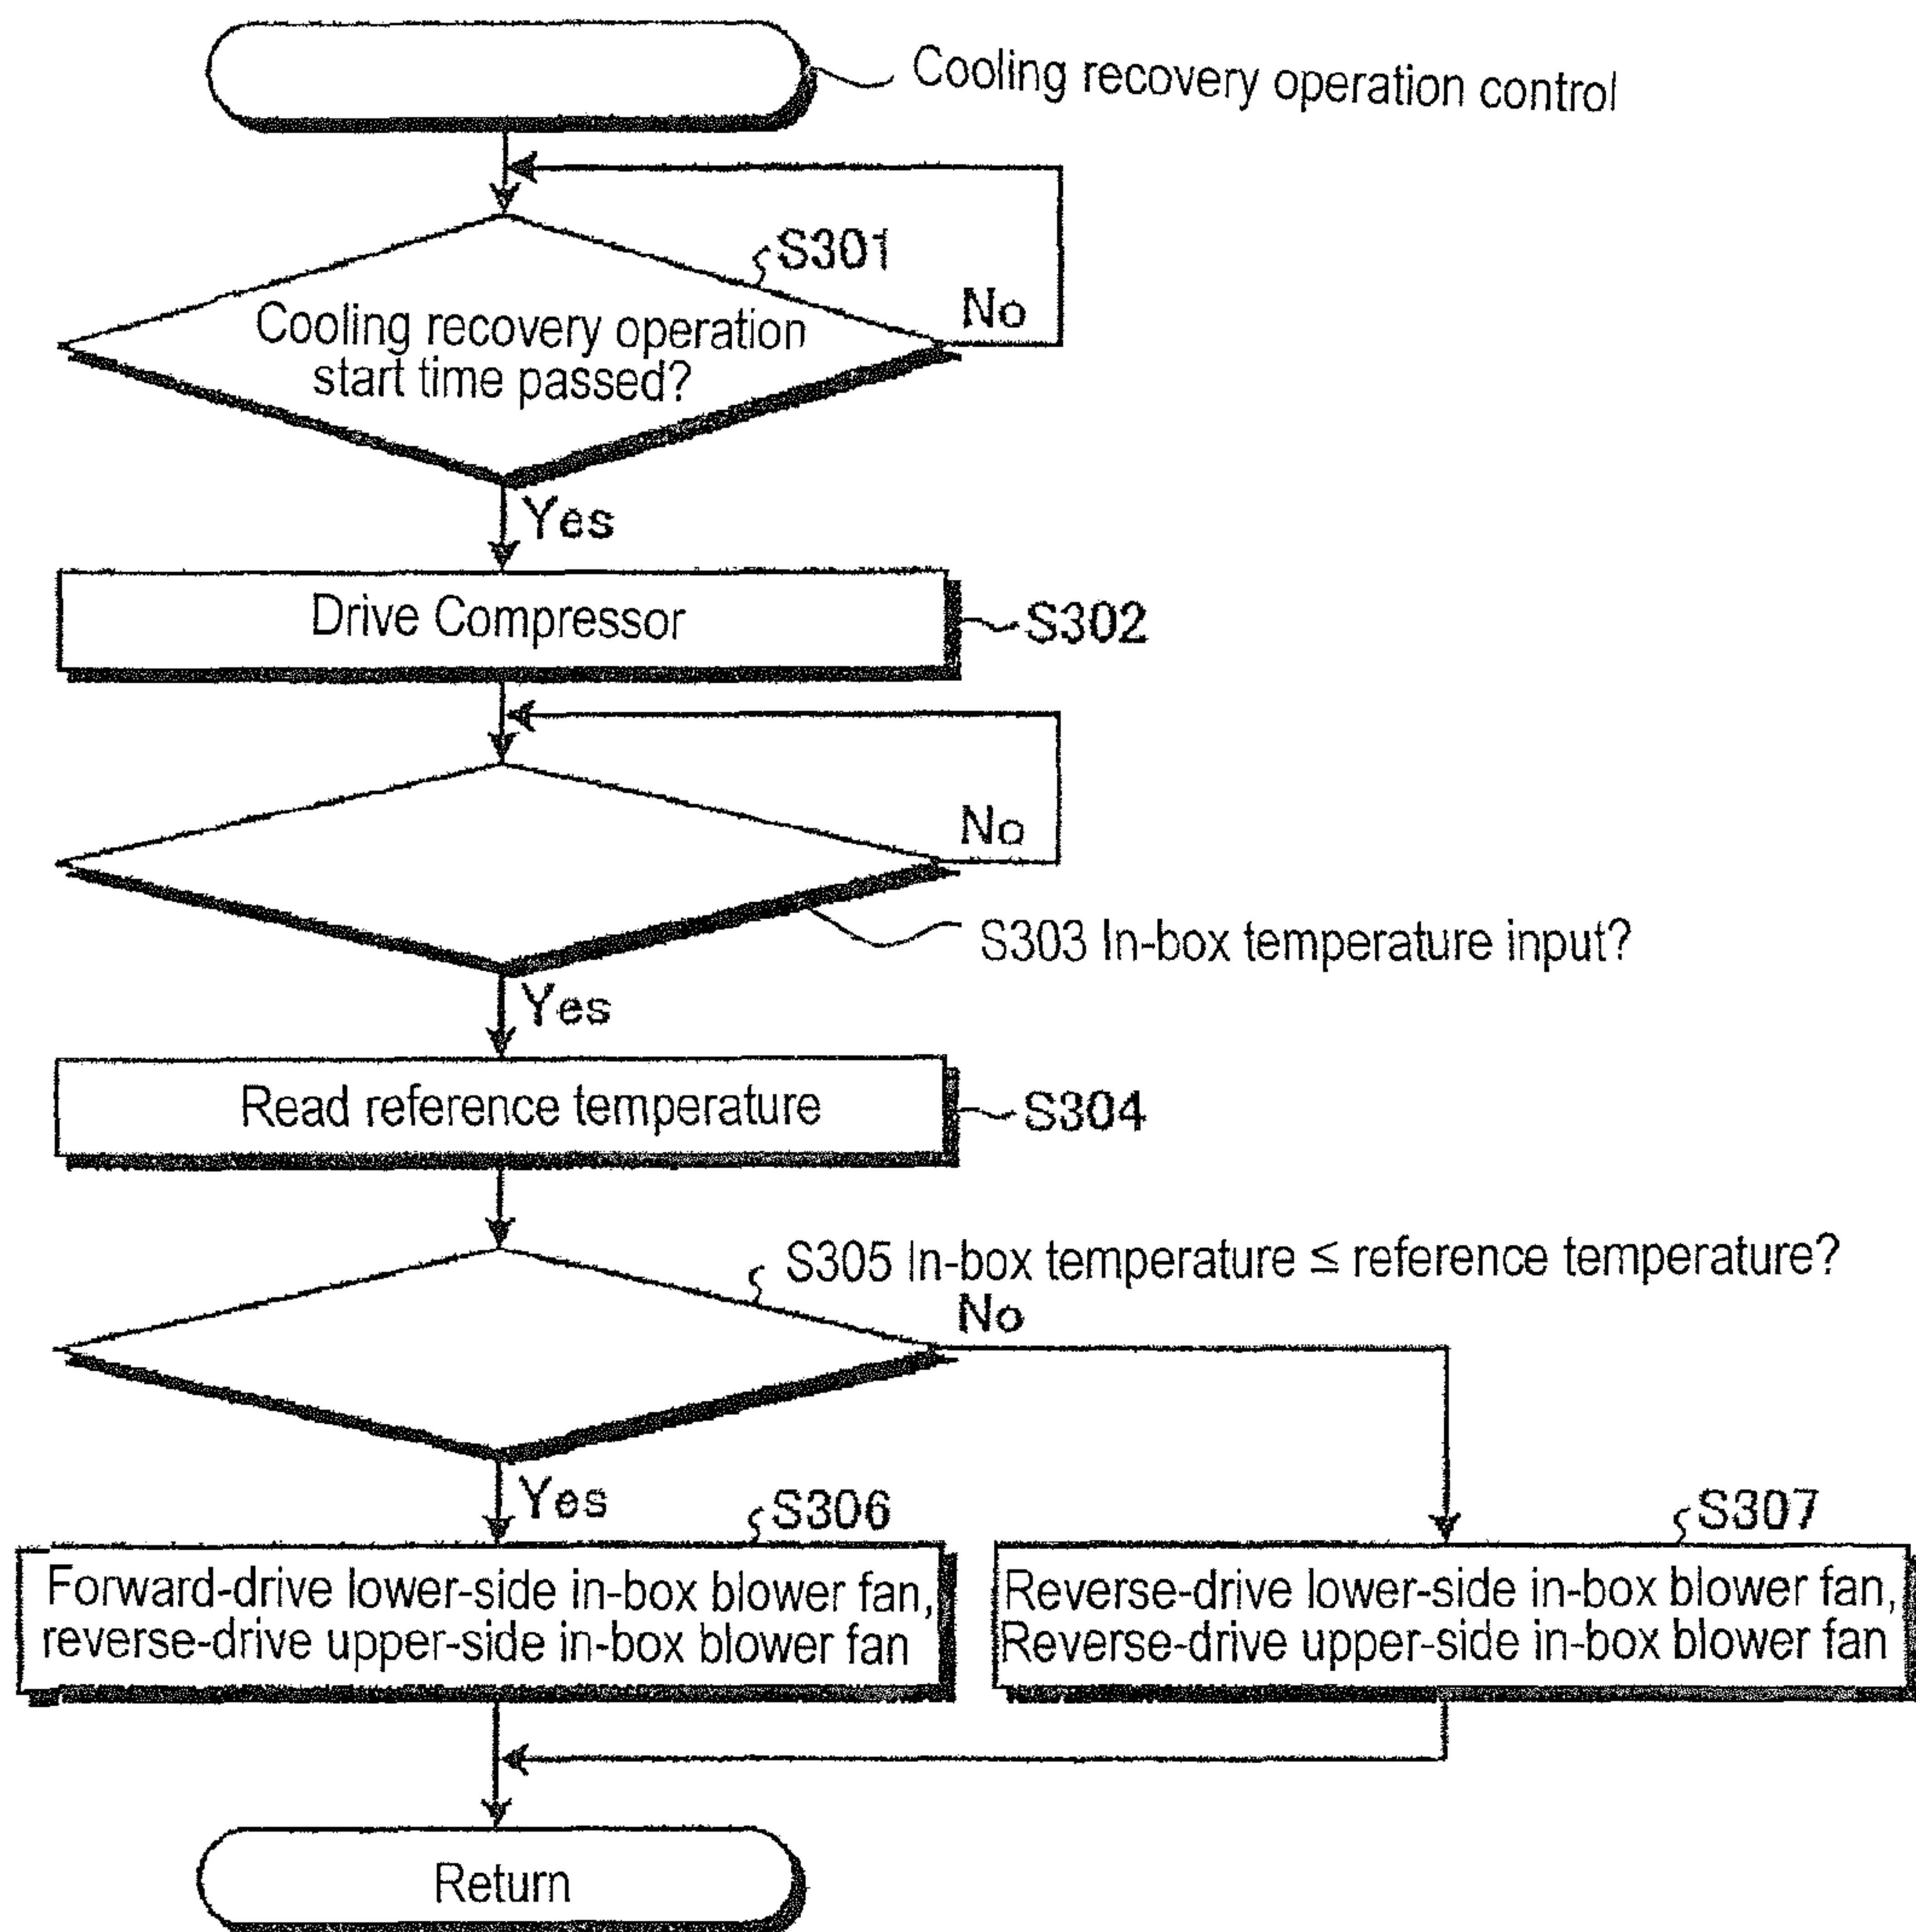 Cooling recovery operation control
S301
No
Cooling recovery operation
start time passed?
Yes
Drive Compressor
S302
No
S303 In-box temperature input?
Yes
Read reference temperature
S304
S305 In-box temperature ≤ reference temperature?
No
Yes
S306
S307
Forward-drive lower-side in-box blower fan,
reverse-drive upper-side in-box blower fan
Reverse-drive lower-side in-box blower fan,
Reverse-drive upper-side in-box blower fan
Return